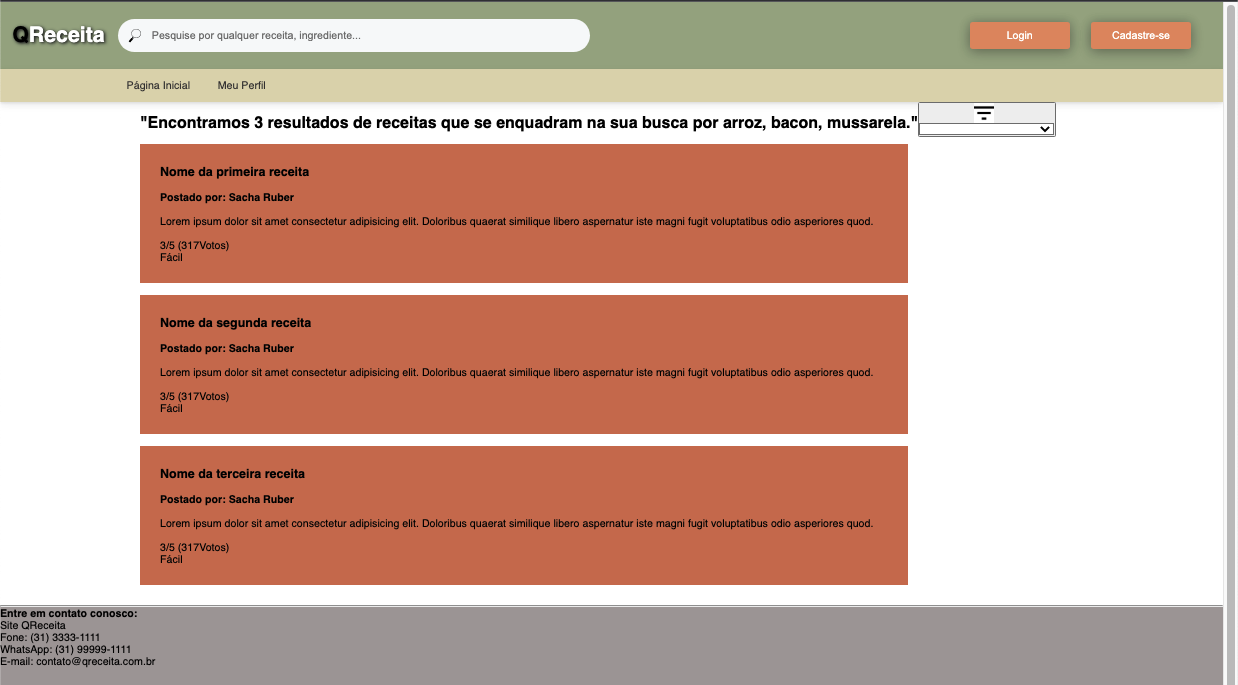 QReceita
Pesquise por qualquer receita, ingrediente...
Login
Cadastre-se
Página Inicial
Meu Perfil
"Encontramos 3 resultados de receitas que se enquadram na sua busca por arroz, bacon, mussarela."
Nome da primeira receita
Postado por: Sacha Ruber
Lorem ipsum dolor sit amet consectetur adipisicing elit. Doloribus quaerat similique libero aspernatur iste magni fugit voluptatibus odio asperiores quod.
3/5 (317Votos)
Fácil
Nome da segunda receita
Postado por: Sacha Ruber
Lorem ipsum dolor sit amet consectetur adipisicing elit. Doloribus quaerat similique libero aspernatur iste magni fugit voluptatibus odio asperiores quod.
3/5 (317Votos)
Fácil
Nome da terceira receita
Postado por: Sacha Ruber
Lorem ipsum dolor sit amet consectetur adipisicing elit. Doloribus quaerat similique libero aspernatur iste magni fugit voluptatibus odio asperiores quod.
3/5 (317Votos)
Fácil
Entre em contato conosco:
Site QReceita
Fone: (31) 3333-1111
WhatsApp: (31) 99999-1111
E-mail: contato@qreceita.com.br